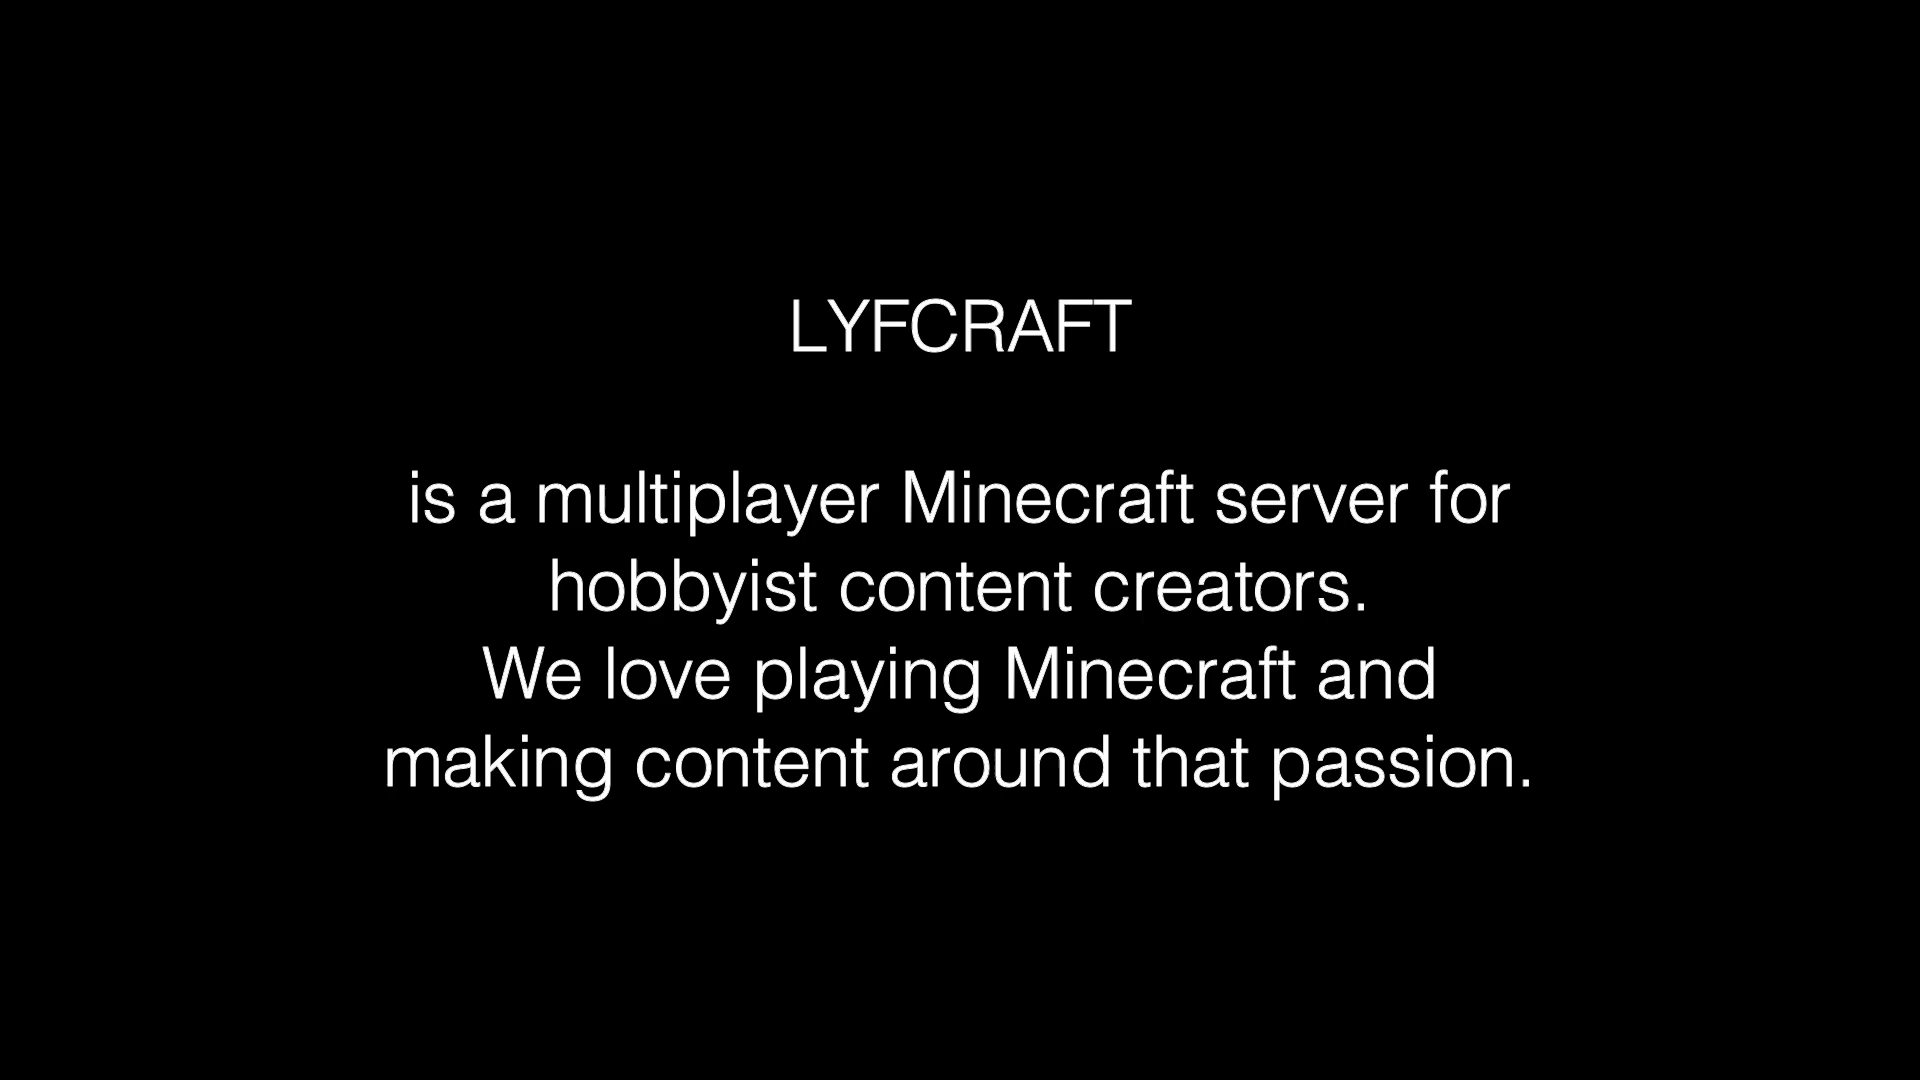 LYFCRAFT
is a multiplayer Minecraft server for
hobbyist content creators.
We love playing Minecraft and
making content around that passion.